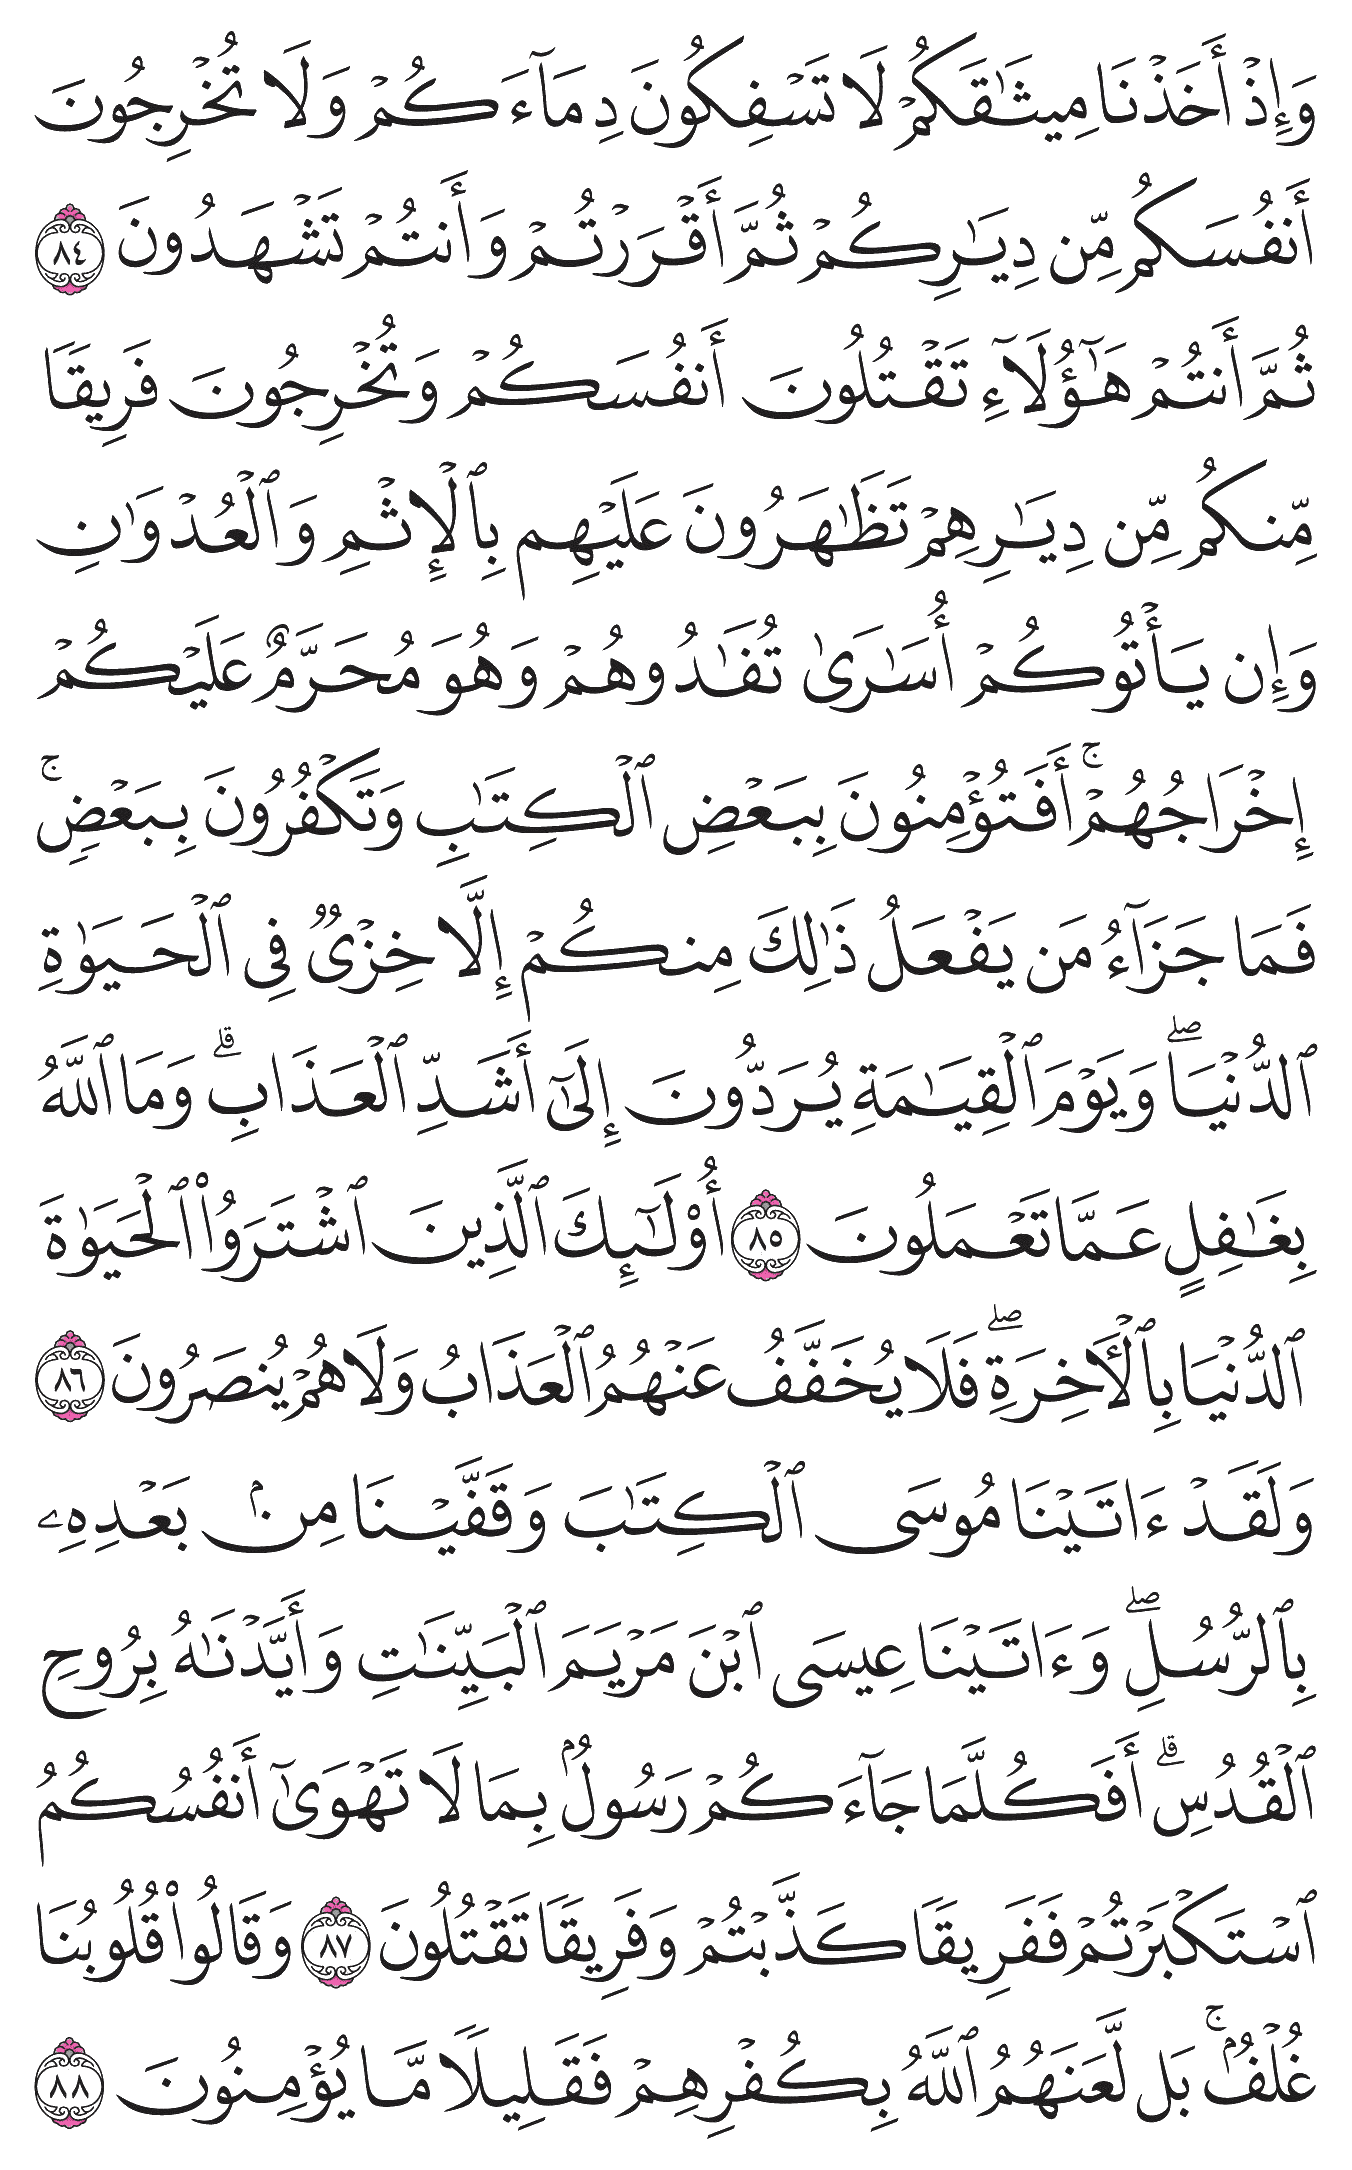 وَإِذْ أَخَذْنَا مِيثَٰقَكُمْ لَا تَسْفِكُونَ دِمَآءَكُمْ وَلَا تُخْرِجُونَ
أَنفُسَكُم مِّن دِيَٰرِكُمْ ثُمَّ أَقْرَرْتُمْ وَأَنتُمْ تَشْهَدُونَ ٨٤
ثُمَّ أَنتُمْ هَٰٓؤُلَآءِ تَقْتُلُونَ أَنفُسَكُمْ وَتُخْرِجُونَ فَرِيقًا
مِّنكُم مِّن دِيَٰرِهِمْ تَظَٰهَرُونَ عَلَيْهِم بِٱلْإِثْمِ وَٱلْعُدْوَٰنِ
وَإِن يَأْتُوكُمْ أُسَٰرَىٰ تُفَٰدُوهُمْ وَهُوَ مُحَرَّمٌ عَلَيْكُمْ
إِخْرَاجُهُمْ ۚ أَفَتُؤْمِنُونَ بِبَعْضِ ٱلْكِتَٰبِ وَتَكْفُرُونَ بِبَعْضٍ ۚ
فَمَا جَزَآءُ مَن يَفْعَلُ ذَٰلِكَ مِنكُمْ إِلَّا خِزْىٌ فِى ٱلْحَيَوٰةِ
ٱلدُّنْيَا ۖ وَيَوْمَ ٱلْقِيَٰمَةِ يُرَدُّونَ إِلَىٰٓ أَشَدِّ ٱلْعَذَابِ ۗ وَمَا ٱللَّهُ
بِغَٰفِلٍ عَمَّا تَعْمَلُونَ ٨٥ أُو۟لَٰٓئِكَ ٱلَّذِينَ ٱشْتَرَوُا۟ ٱلْحَيَوٰةَ
ٱلدُّنْيَا بِٱلْءَاخِرَةِ ۖ فَلَا يُخَفَّفُ عَنْهُمُ ٱلْعَذَابُ وَلَا هُمْ يُنصَرُونَ ٨٦
وَلَقَدْ ءَاتَيْنَا مُوسَى ٱلْكِتَٰبَ وَقَفَّيْنَا مِنۢ بَعْدِهِۦ
بِٱلرُّسُلِ ۖ وَءَاتَيْنَا عِيسَى ٱبْنَ مَرْيَمَ ٱلْبَيِّنَٰتِ وَأَيَّدْنَٰهُ بِرُوحِ
ٱلْقُدُسِ ۗ أَفَكُلَّمَا جَآءَكُمْ رَسُولٌۢ بِمَا لَا تَهْوَىٰٓ أَنفُسُكُمُ
ٱسْتَكْبَرْتُمْ فَفَرِيقًا كَذَّبْتُمْ وَفَرِيقًا تَقْتُلُونَ ٨٧ وَقَالُوا۟ قُلُوبُنَا
غُلْفٌۢ ۚ بَل لَّعَنَهُمُ ٱللَّهُ بِكُفْرِهِمْ فَقَلِيلًا مَّا يُؤْمِنُونَ ٨٨